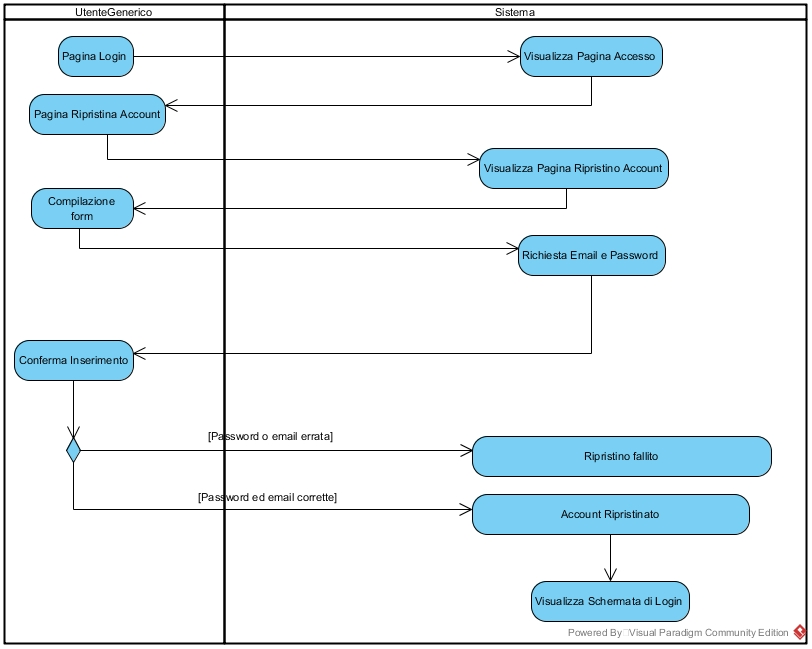 UtenteGenerico
Sistema
Pagina Login
Visualizza Pagina Accesso
Pagina Ripristina Account
Visualizza Pagina Ripristino Account
Compilazione
form
Richiesta Email e Password
Conferma Inserimento
[Password o email errata]
Ripristino fallito
[Password ed email corrette]
Account Ripristinato
Visualizza Schermata di Login
Powered By Visual Paradigm Community Edition